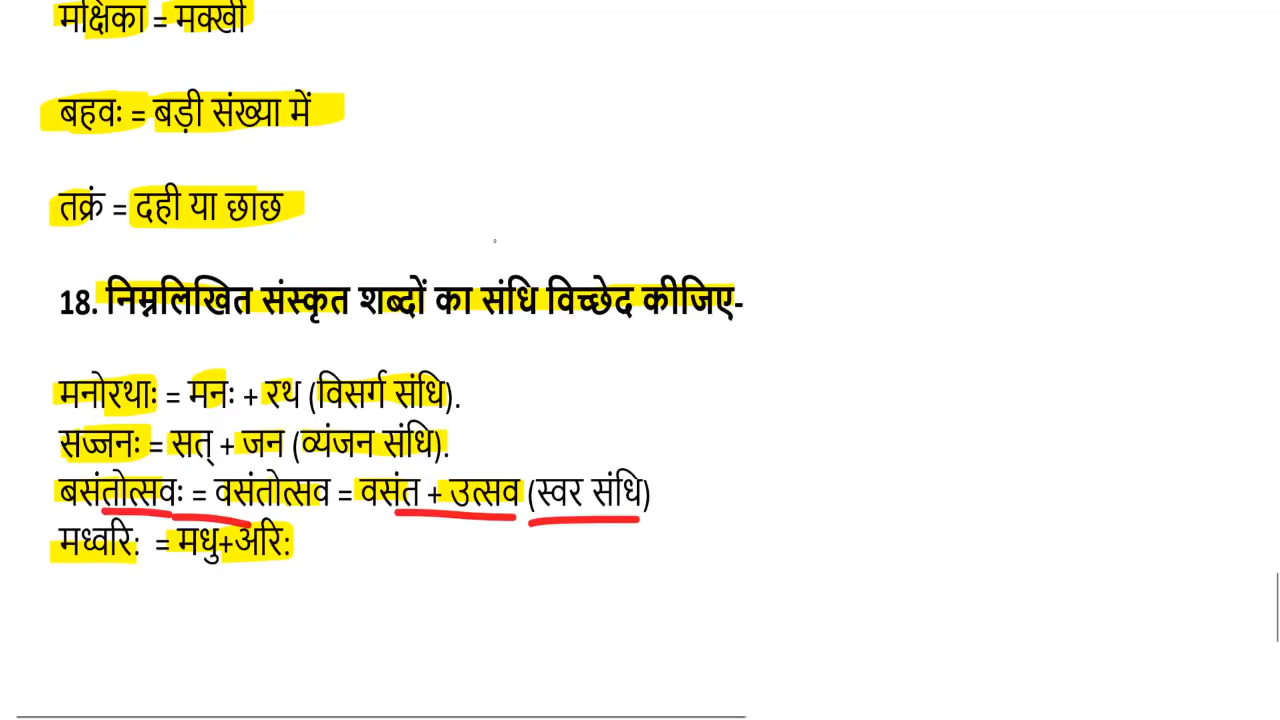 मक्षिका = मक्खी
बहवः = बड़ी संख्या में
तक्रं = दही या छाछ
18. निम्नलिखित संस्कृत शब्दों का संधि विच्छेद कीजिए-
मनोरथाः = मनः + रथ (विसर्ग संधि).
सज्जनः = सत् + जन (व्यंजन संधि).
बसंतोत्सवः = वसंतोत्सव = वसंत + उत्सव (स्वर संधि)
मध्वरि: = मधु+अरि: